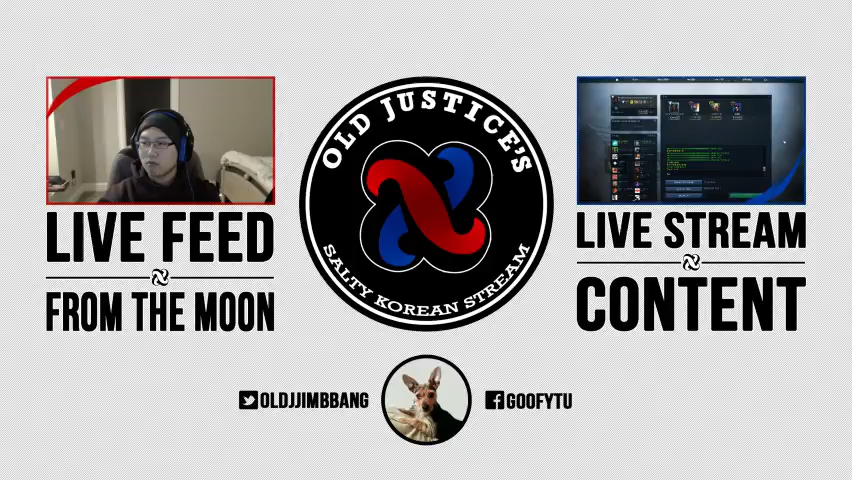 OLD JUSTICE'S
SALTY KOREAN STREAM
LIVE FEED
FROM THE MOON
LIVE STREAM
CONTENT
OLDJJIMBBANG
GOOFYTU